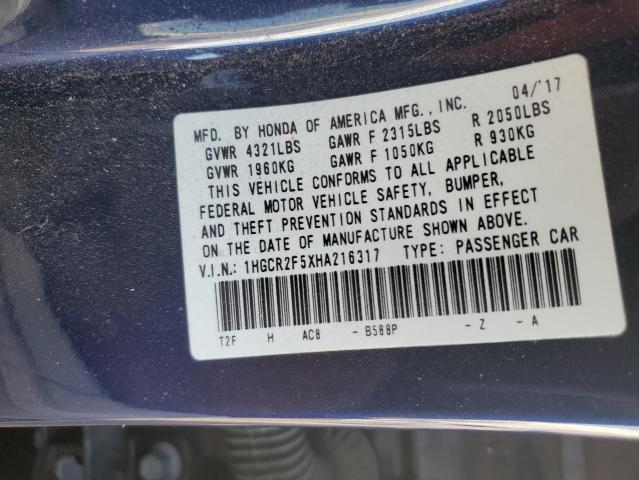 MFD. BY HONDA OF AMERICA MFG., INC. 04/'17
GVWR 4321LBS GAWR F 2315LBS R 2050LBS
GVWR 1960KG GAWR F 1050KG R 930KG
THIS VEHICLE CONFORMS TO ALL APPLICABLE
FEDERAL MOTOR VEHICLE SAFETY, BUMPER,
AND THEFT PREVENTION STANDARDS IN EFFECT
ON THE DATE OF MANUFACTURE SHOWN ABOVE.
V.I.N.: 1HGCR2F5XHA216317 TYPE: PASSENGER CAR
T2F H AC8 - B588P - Z - A